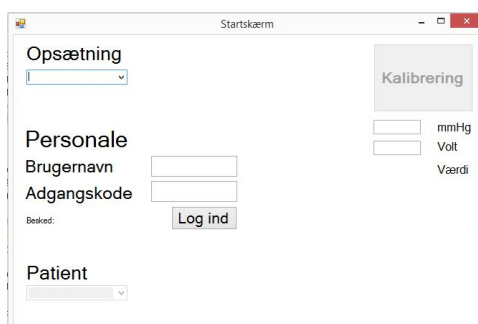 Startskærm
Opsætning
Kalibrering
mmHg
Volt
Værdi
Personale
Brugernavn
Adgangskode
Besked:
Log ind
Patient